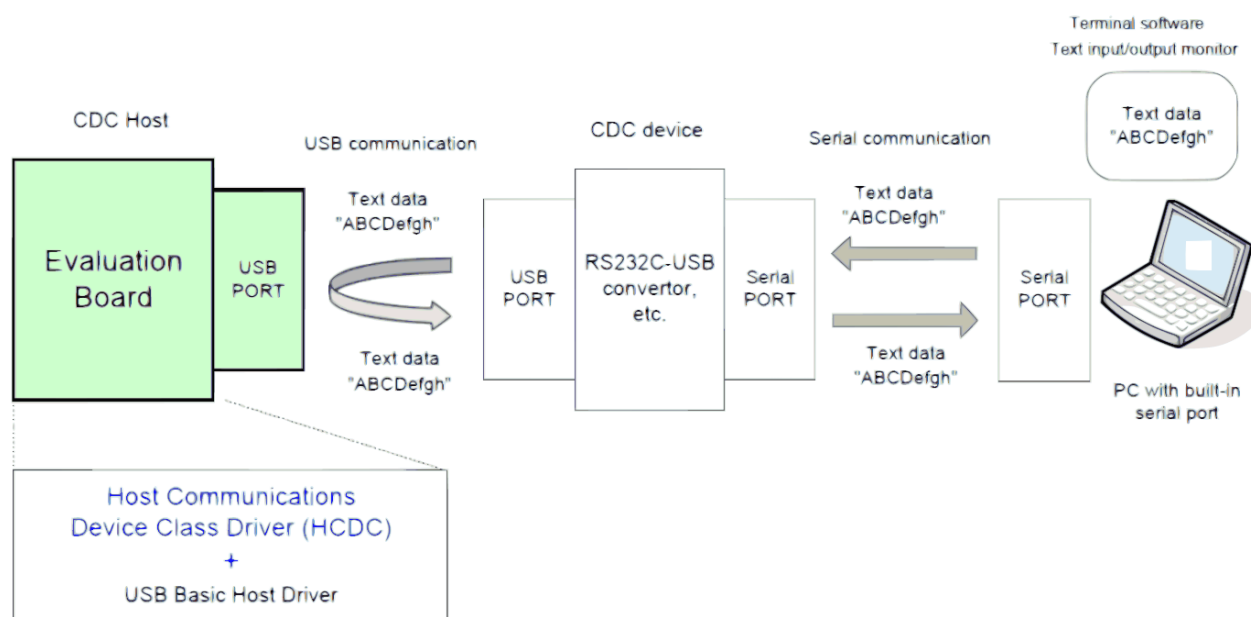 Terminal software
Text input/output monitor
Text data
"ABCDefgh"
CDC Host
USB communication
CDC device
Serial communication
Text data
"ABCDefgh"
Text data
"ABCDefgh"
Evaluation
Board
USB
PORT
USB
PORT
RS232C-USB
convertor,
etc.
Serial
PORT
Serial
PORT
Text data
"ABCDefgh"
Text data
"ABCDefgh"
PC with built-in
serial port
Host Communications
Device Class Driver (HCDC)
+
USB Basic Host Driver